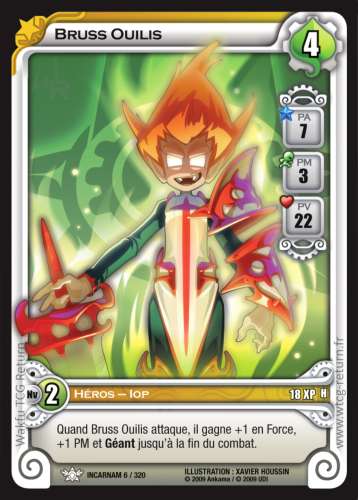 Bruss Ouilis
4
PA
7
PM
3
PV
22
Nv 2
Héros – Iop
18 XP H
Quand Bruss Ouilis attaque, il gagne +1 en Force,
+1 PM et Géant jusqu'à la fin du combat.
INCARNAM 6 / 320
ILLUSTRATION : XAVIER HOUSSIN
© 2009 Ankama / © 2009 UDI
Wakfu TCG Return
www.wtcg-return.fr